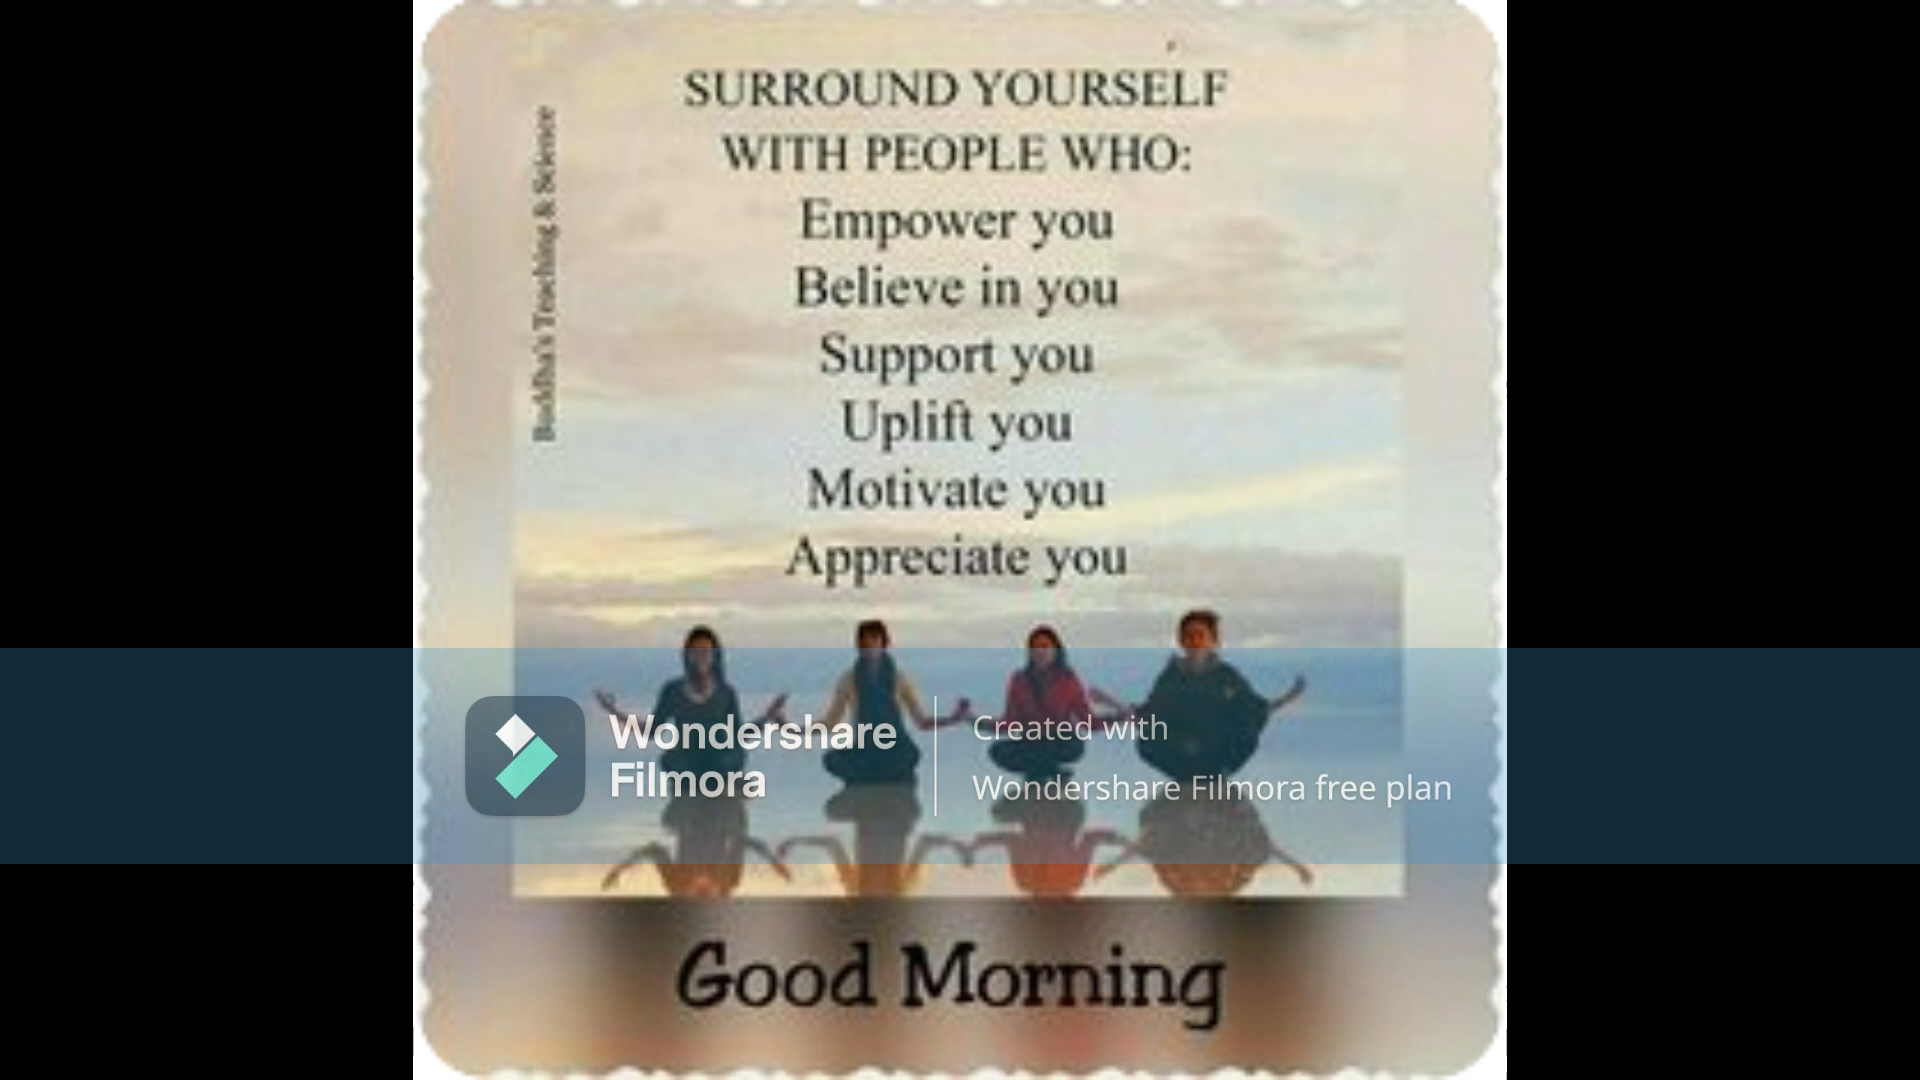 SURROUND YOURSELF
WITH PEOPLE WHO:
Empower you
Believe in you
Support you
Uplift you
Motivate you
Appreciate you
Buddha's Teaching & Science
Wondershare
Filmora
Created with
Wondershare Filmora free plan
Good Morning